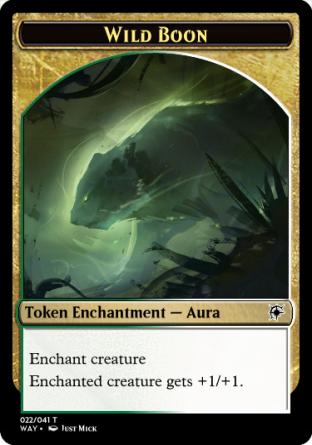 Wild Boon
Token Enchantment — Aura
Enchant creature
Enchanted creature gets +1/+1.
022/041 T
WAY • Just Mick